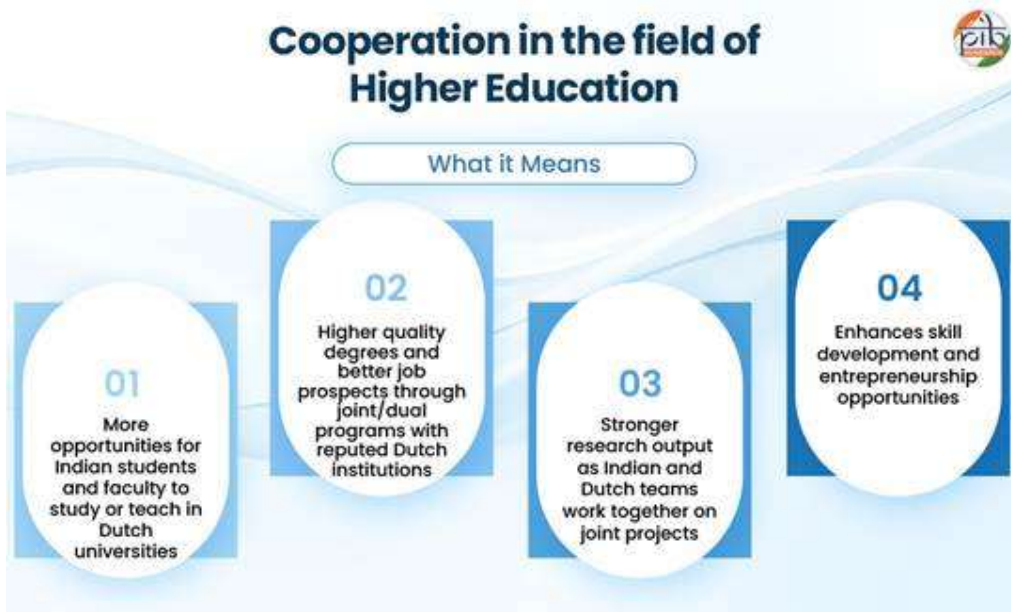 Cooperation in the field of
Higher Education
pib
What it Means
01
More
opportunities for
Indian students
and faculty to
study or teach in
Dutch
universities
02
Higher quality
degrees and
better job
prospects through
joint/dual
programs with
reputed Dutch
institutions
03
Stronger
research output
as Indian and
Dutch teams
work together on
joint projects
04
Enhances skill
development and
entrepreneurship
opportunities